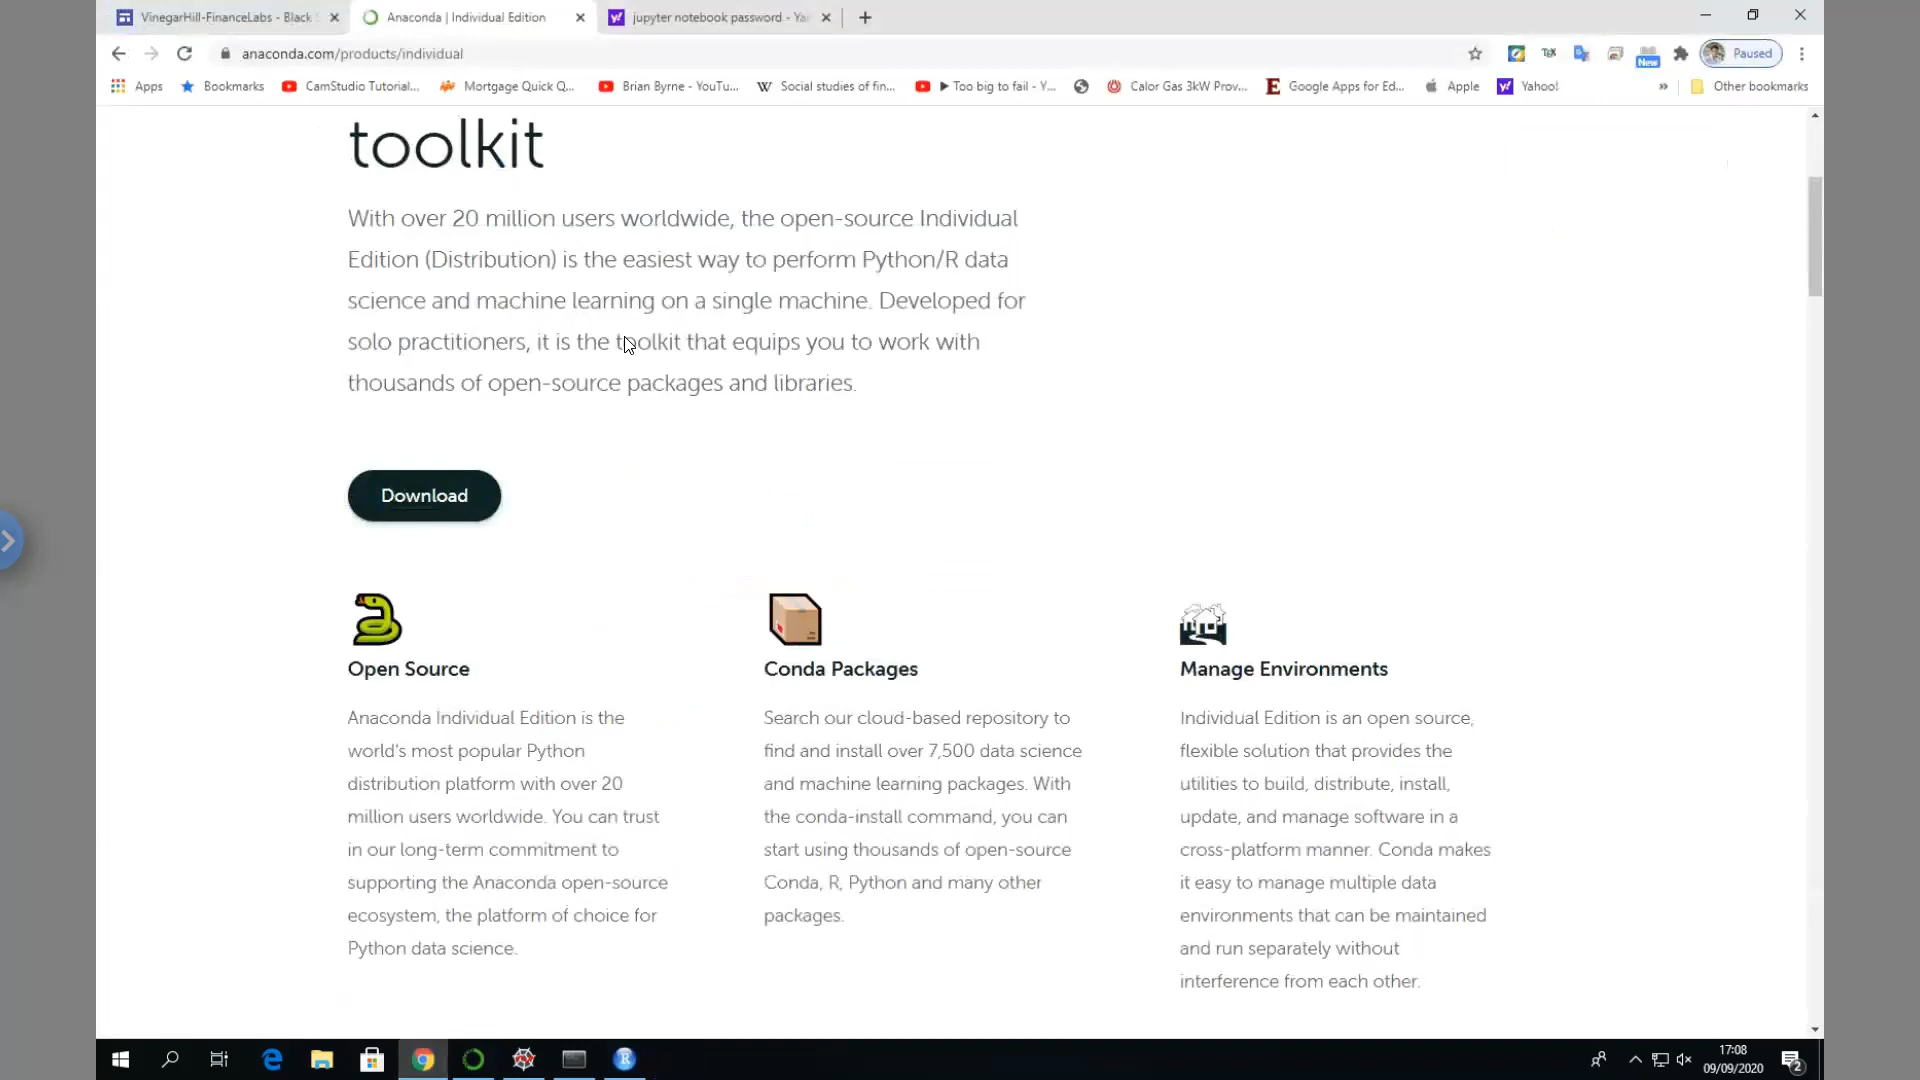 VinegarHill-FinanceLabs - Black
Anaconda | Individual Edition
jupyter notebook password - Ya
anaconda.com/products/individual
New
Paused
Apps
Bookmarks
CamStudio Tutorial...
Mortgage Quick Q...
Brian Byrne - YouTu...
Social studies of fin...
Too big to fail - Y...
Calor Gas 3kW Prov...
Google Apps for Ed...
Apple
Yahoo!
»
Other bookmarks
toolkit
With over 20 million users worldwide, the open-source Individual
Edition (Distribution) is the easiest way to perform Python/R data
science and machine learning on a single machine. Developed for
solo practitioners, it is the toolkit that equips you to work with
thousands of open-source packages and libraries.
Download
Open Source
Anaconda Individual Edition is the
world's most popular Python
distribution platform with over 20
million users worldwide. You can trust
in our long-term commitment to
supporting the Anaconda open-source
ecosystem, the platform of choice for
Python data science.
Conda Packages
Search our cloud-based repository to
find and install over 7,500 data science
and machine learning packages. With
the conda-install command, you can
start using thousands of open-source
Conda, R, Python and many other
packages.
Manage Environments
Individual Edition is an open source,
flexible solution that provides the
utilities to build, distribute, install,
update, and manage software in a
cross-platform manner. Conda makes
it easy to manage multiple data
environments that can be maintained
and run separately without
interference from each other.
17:08
09/09/2020
2